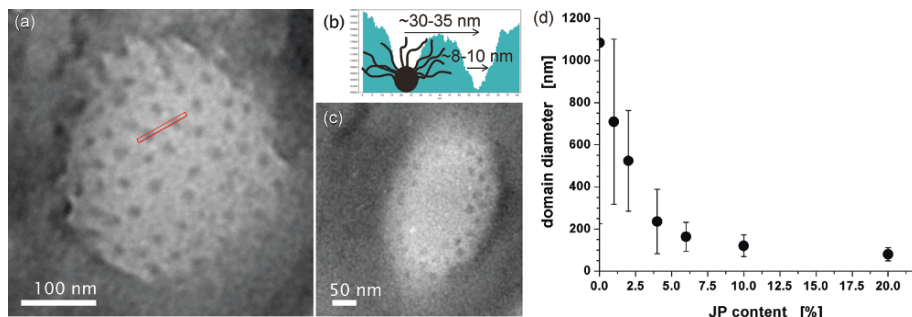 (a)
100 nm
(b)
~30-35 nm
~8-10 nm
(c)
50 nm
(d)
domain diameter [nm]
1200
1000
800
600
400
200
0
0.0 2.5 5.0 7.5 10.0 12.5 15.0 17.5 20.0
JP content [%]